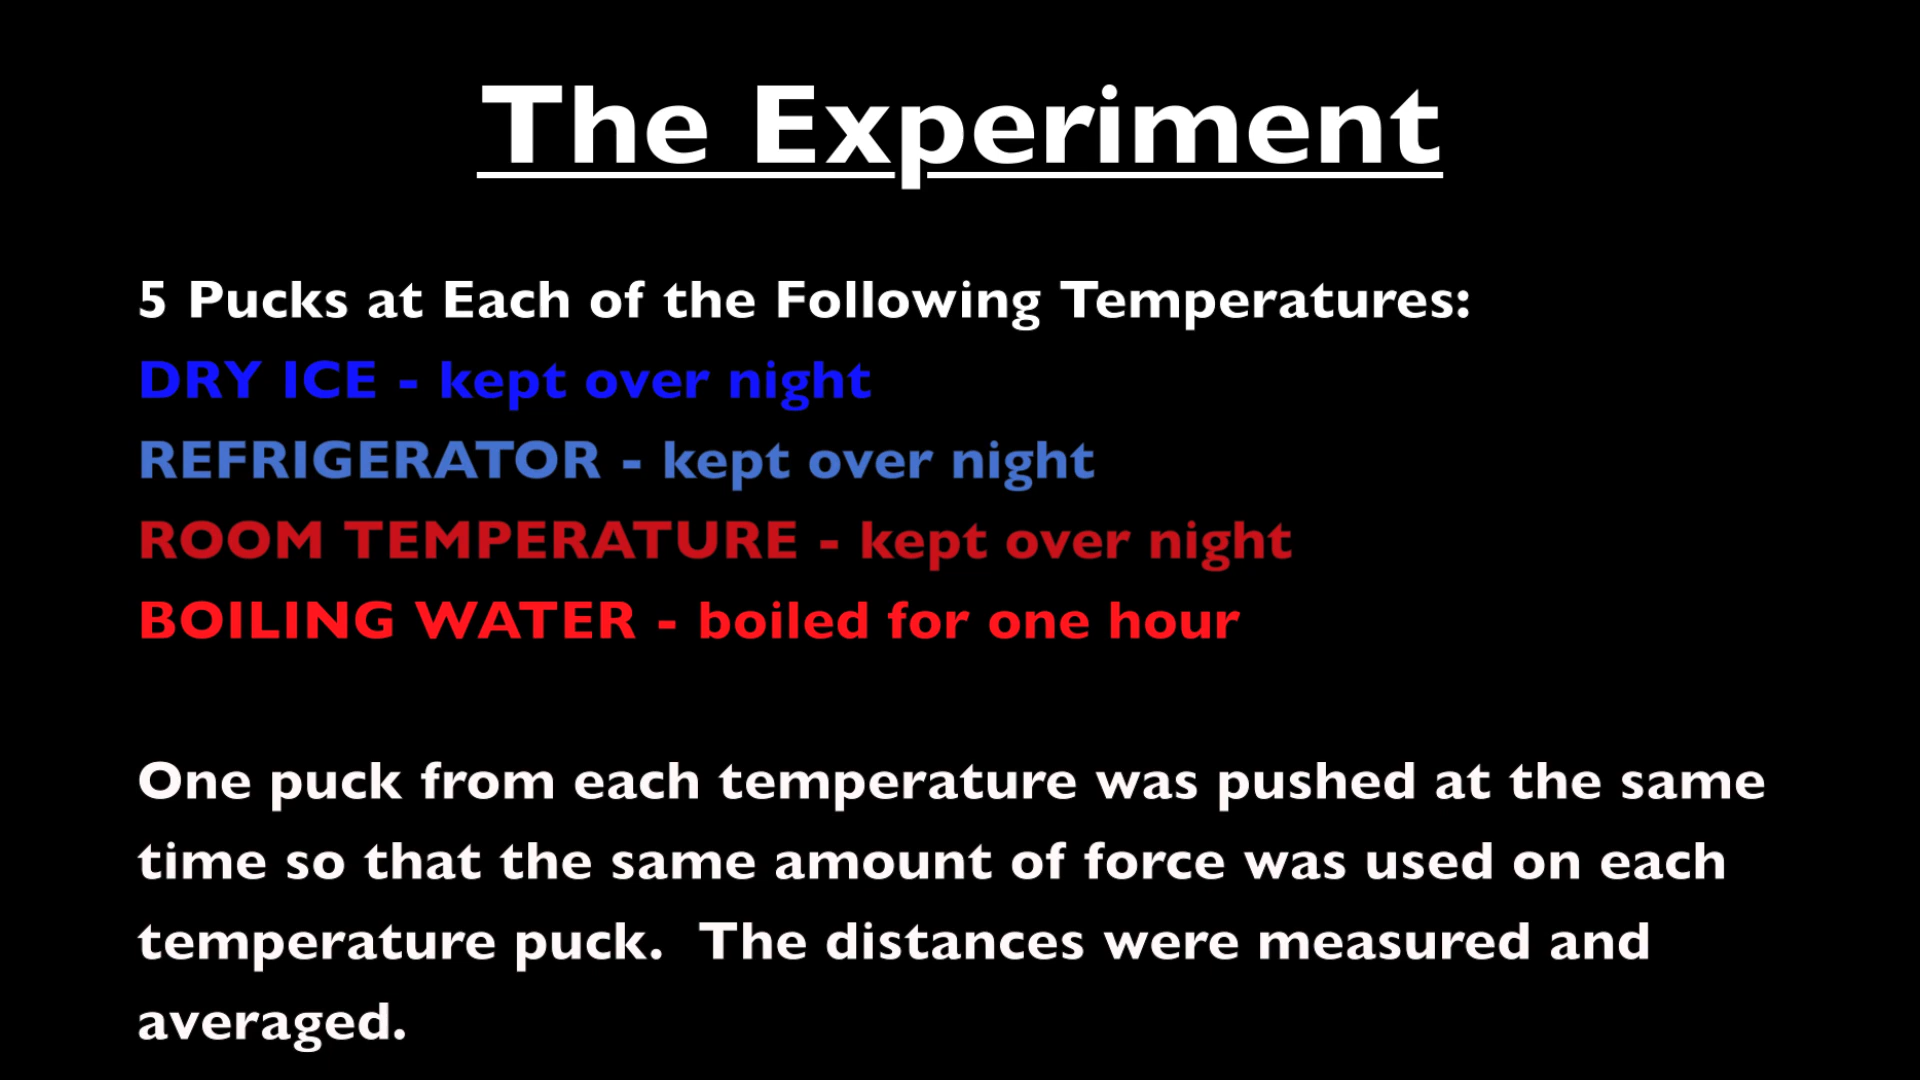 The Experiment
5 Pucks at Each of the Following Temperatures:
DRY ICE - kept over night
REFRIGERATOR - kept over night
ROOM TEMPERATURE - kept over night
BOILING WATER - boiled for one hour
One puck from each temperature was pushed at the same
time so that the same amount of force was used on each
temperature puck.  The distances were measured and
averaged.